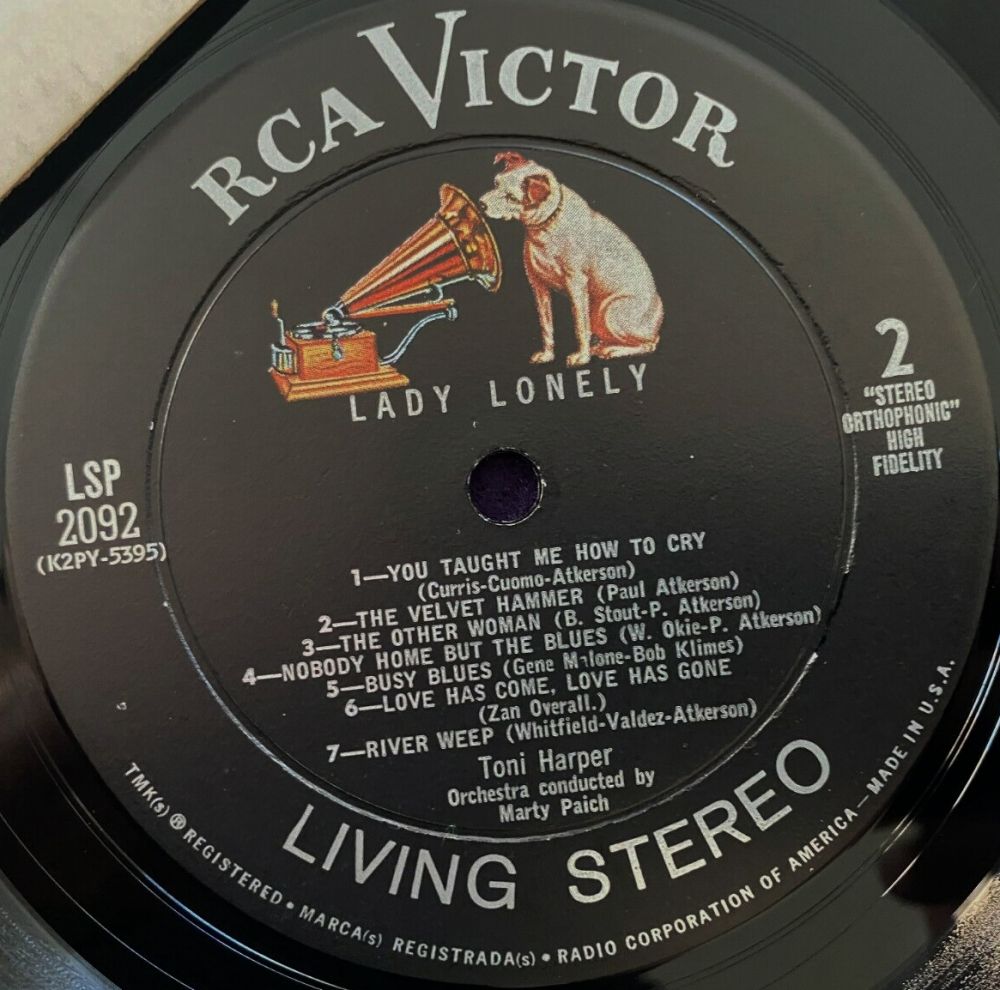 RCA VICTOR
LADY LONELY
2
“STEREO
ORTHOPHONIC”
HIGH
FIDELITY
LSP
2092
(K2PY-5395)
1—YOU TAUGHT ME HOW TO CRY
(Curris-Cuomo-Atkerson)
2—THE VELVET HAMMER (Paul Atkerson)
3—THE OTHER WOMAN (B. Stout-P. Atkerson)
4—NOBODY HOME BUT THE BLUES (W. Okie-P. Atkerson)
5—BUSY BLUES (Gene Malone-Bob Klimes)
6—LOVE HAS COME, LOVE HAS GONE
(Zan Overall.)
7—RIVER WEEP (Whitfield-Valdez-Atkerson)
Toni Harper
Orchestra conducted by
Marty Paich
LIVING STEREO
TMK(s) ® REGISTERED • MARCA(s) REGISTRADA(s) • RADIO CORPORATION OF AMERICA — MADE IN U.S.A.